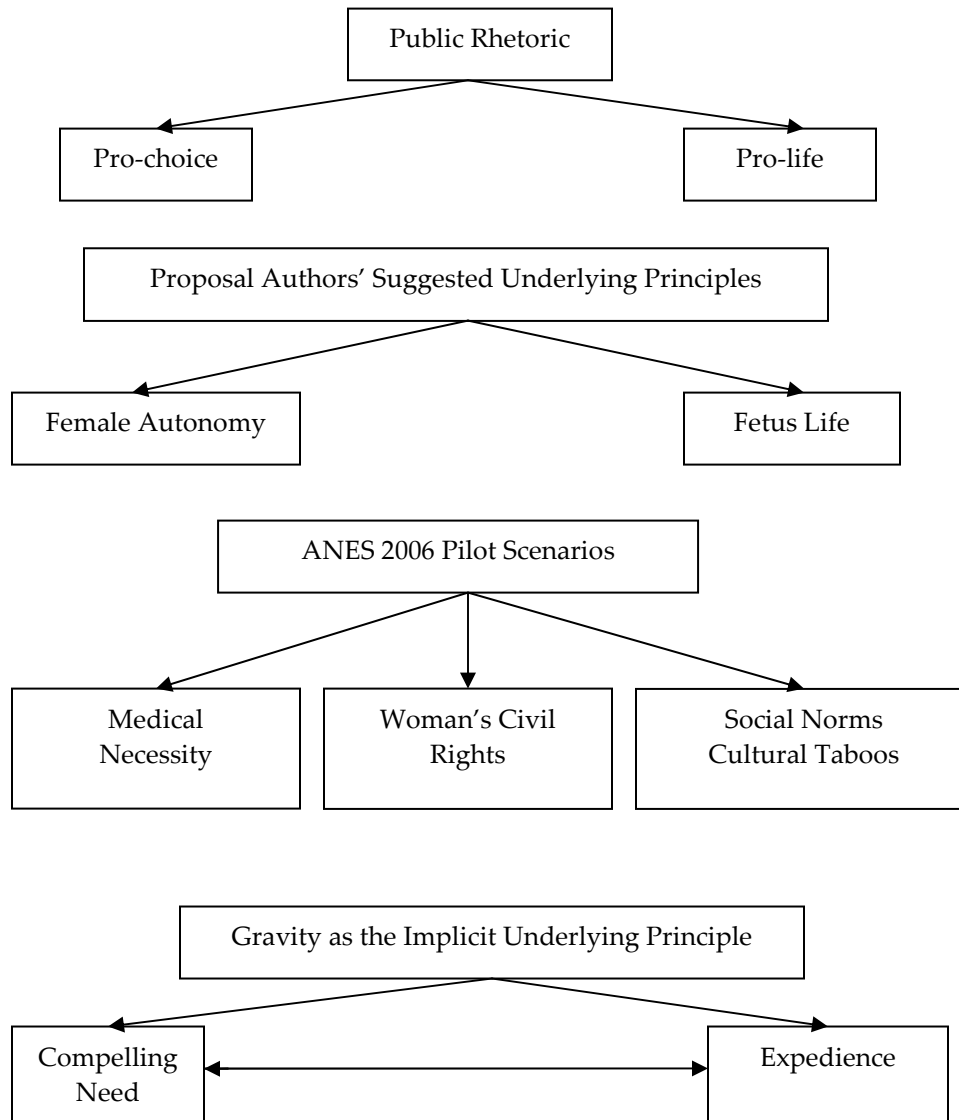 Public Rhetoric
Pro-choice
Pro-life
Proposal Authors’ Suggested Underlying Principles
Female Autonomy
Fetus Life
ANES 2006 Pilot Scenarios
Medical
Necessity
Woman’s Civil
Rights
Social Norms
Cultural Taboos
Gravity as the Implicit Underlying Principle
Compelling
Need
Expedience